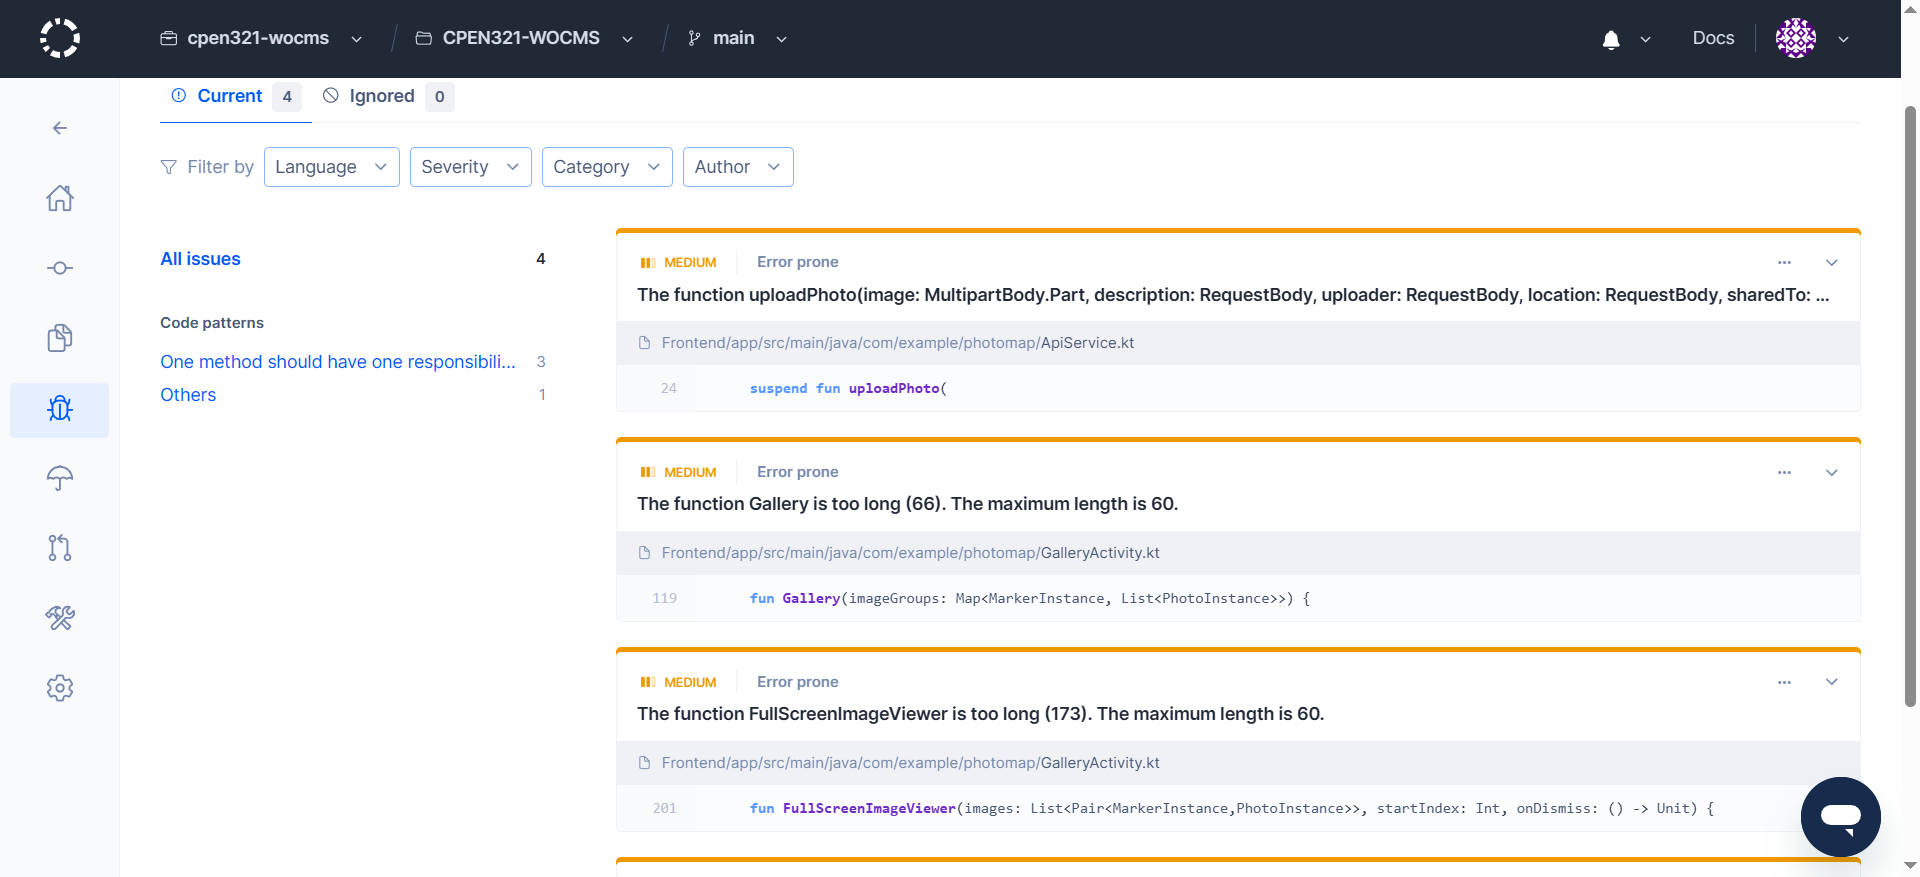 cpen321-wocms CPEN321-WOCMS main Docs
Current 4 Ignored 0
Filter by Language Severity Category Author
All issues 4
Code patterns
One method should have one responsibili... 3
Others 1
MEDIUM Error prone
The function uploadPhoto(image: MultipartBody.Part, description: RequestBody, uploader: RequestBody, location: RequestBody, sharedTo: ...
Frontend/app/src/main/java/com/example/photomap/ApiService.kt
24 suspend fun uploadPhoto(
MEDIUM Error prone
The function Gallery is too long (66). The maximum length is 60.
Frontend/app/src/main/java/com/example/photomap/GalleryActivity.kt
119 fun Gallery(imageGroups: Map<MarkerInstance, List<PhotoInstance>>) {
MEDIUM Error prone
The function FullScreenImageViewer is too long (173). The maximum length is 60.
Frontend/app/src/main/java/com/example/photomap/GalleryActivity.kt
201 fun FullScreenImageViewer(images: List<Pair<MarkerInstance,PhotoInstance>>, startIndex: Int, onDismiss: () -> Unit) {